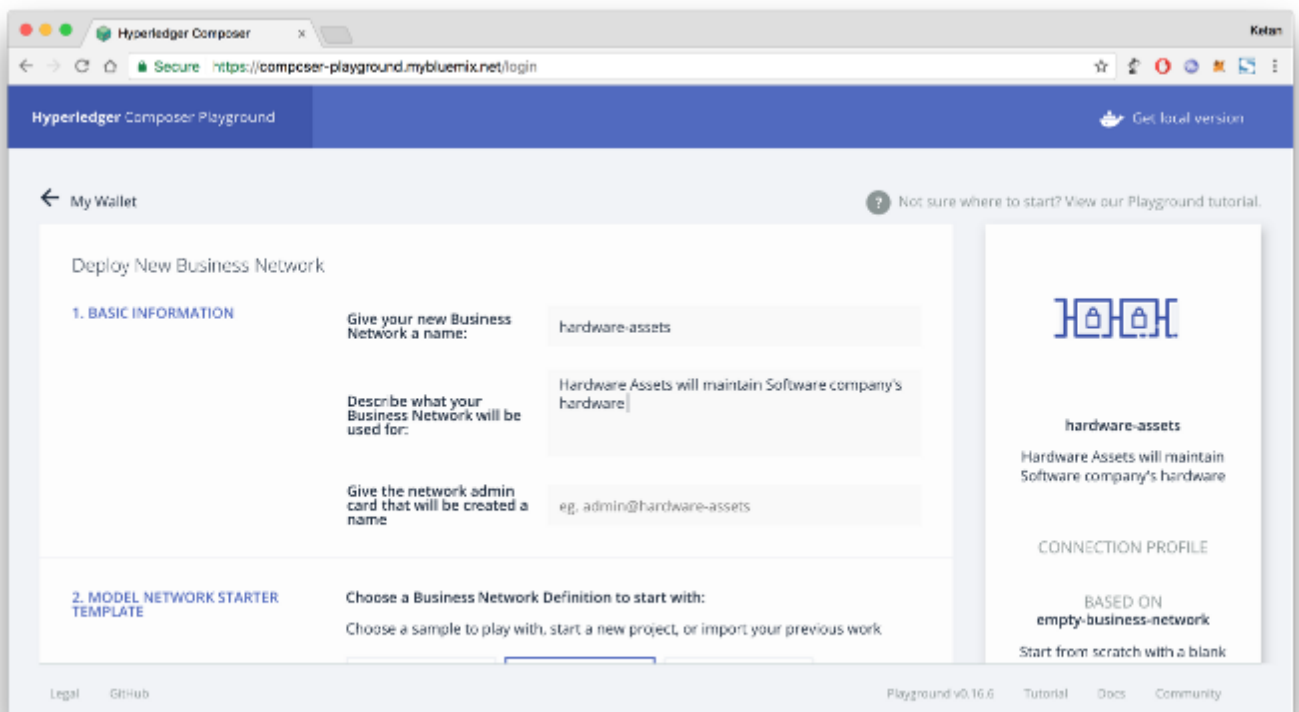 Hyperledger Composer
Ketan
Secure https://composer-playground.mybluemix.net/login
Hyperledger Composer Playground
Get local version
My Wallet
? Not sure where to start? View our Playground tutorial.
Deploy New Business Network
1. BASIC INFORMATION
Give your new Business
Network a name:
hardware-assets
Describe what your
Business Network will be
used for:
Hardware Assets will maintain Software company's
hardware
Give the network admin
card that will be created a
name
eg. admin@hardware-assets
2. MODEL NETWORK STARTER
TEMPLATE
Choose a Business Network Definition to start with:
Choose a sample to play with, start a new project, or import your previous work
hardware-assets
Hardware Assets will maintain
Software company's hardware
CONNECTION PROFILE
BASED ON
empty-business-network
Start from scratch with a blank
Legal GitHub
Playground v0.16.6 Tutorial Docs Community